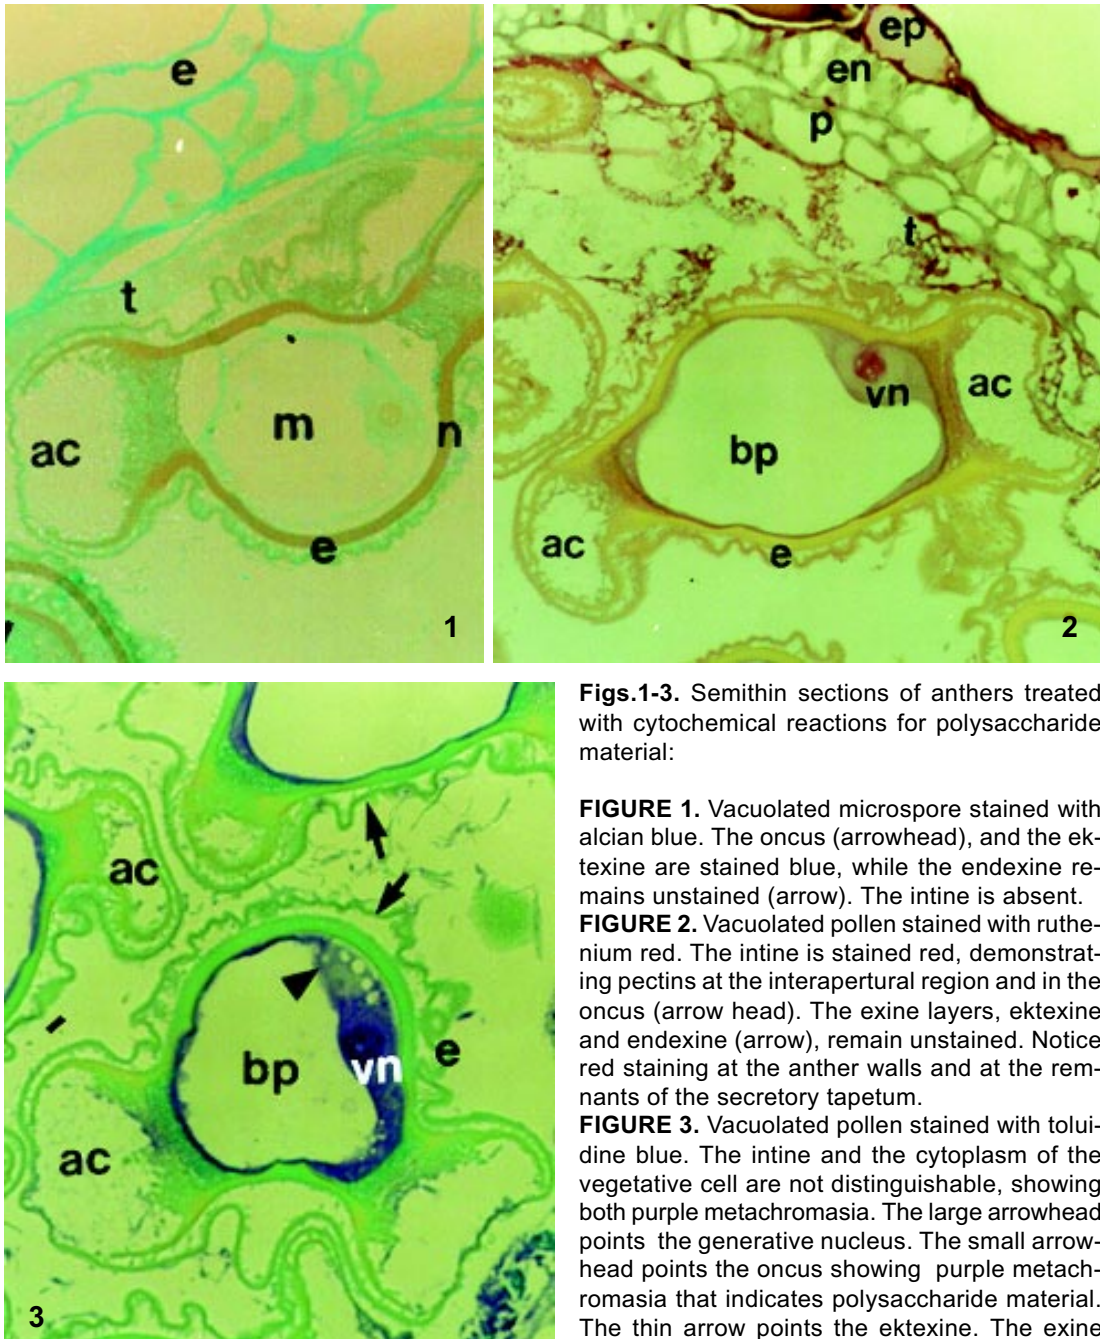 e
t
m
n
ac
e
1
ep
en
p
t
vn
ac
bp
ac
e
2
ac
bp
vn
e
ac
3
Figs.1-3. Semithin sections of anthers treated
with cytochemical reactions for polysaccharide
material:
FIGURE 1. Vacuolated microspore stained with
alcian blue. The oncus (arrowhead), and the ek-
texine are stained blue, while the endexine re-
mains unstained (arrow). The intine is absent.
FIGURE 2. Vacuolated pollen stained with ruthe-
nium red. The intine is stained red, demonstrat-
ing pectins at the interapertural region and in the
oncus (arrow head). The exine layers, ektexine
and endexine (arrow), remain unstained. Notice
red staining at the anther walls and at the rem-
nants of the secretory tapetum.
FIGURE 3. Vacuolated pollen stained with tolui-
dine blue. The intine and the cytoplasm of the
vegetative cell are not distinguishable, showing
both purple metachromasia. The large arrowhead
points the generative nucleus. The small arrow-
head points the oncus showing purple metach-
romasia that indicates polysaccharide material.
The thin arrow points the ektexine. The exine